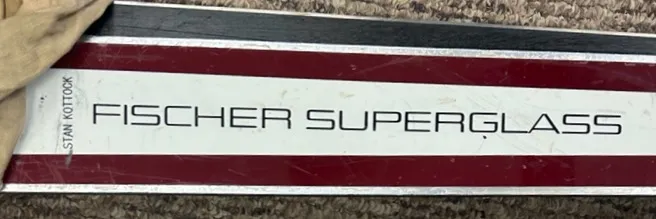 STAN KOTTOCK
FISCHER SUPERGLASS